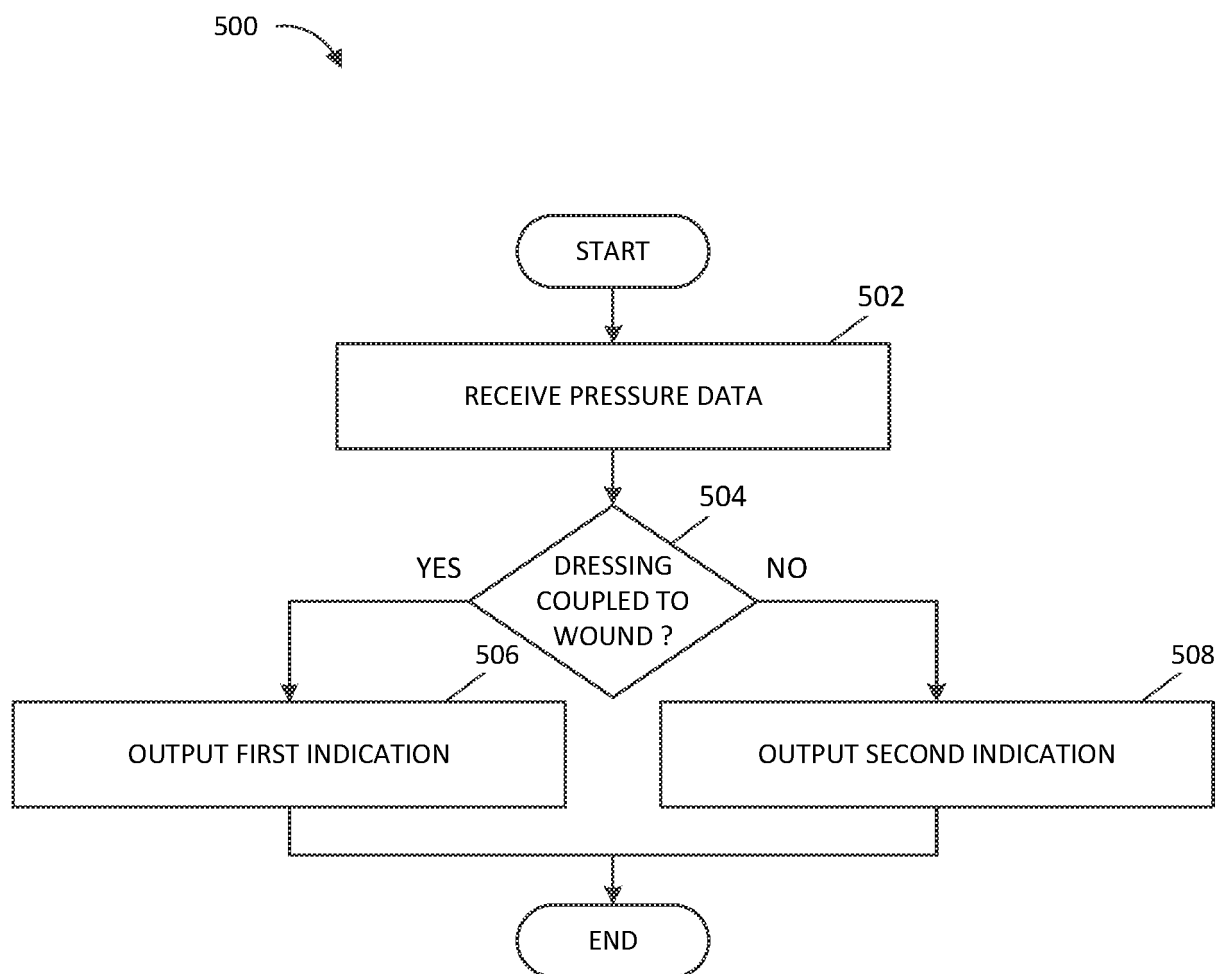 500
START
502
RECEIVE PRESSURE DATA
504
YES
DRESSING
COUPLED TO
WOUND ?
NO
506
508
OUTPUT FIRST INDICATION
OUTPUT SECOND INDICATION
END